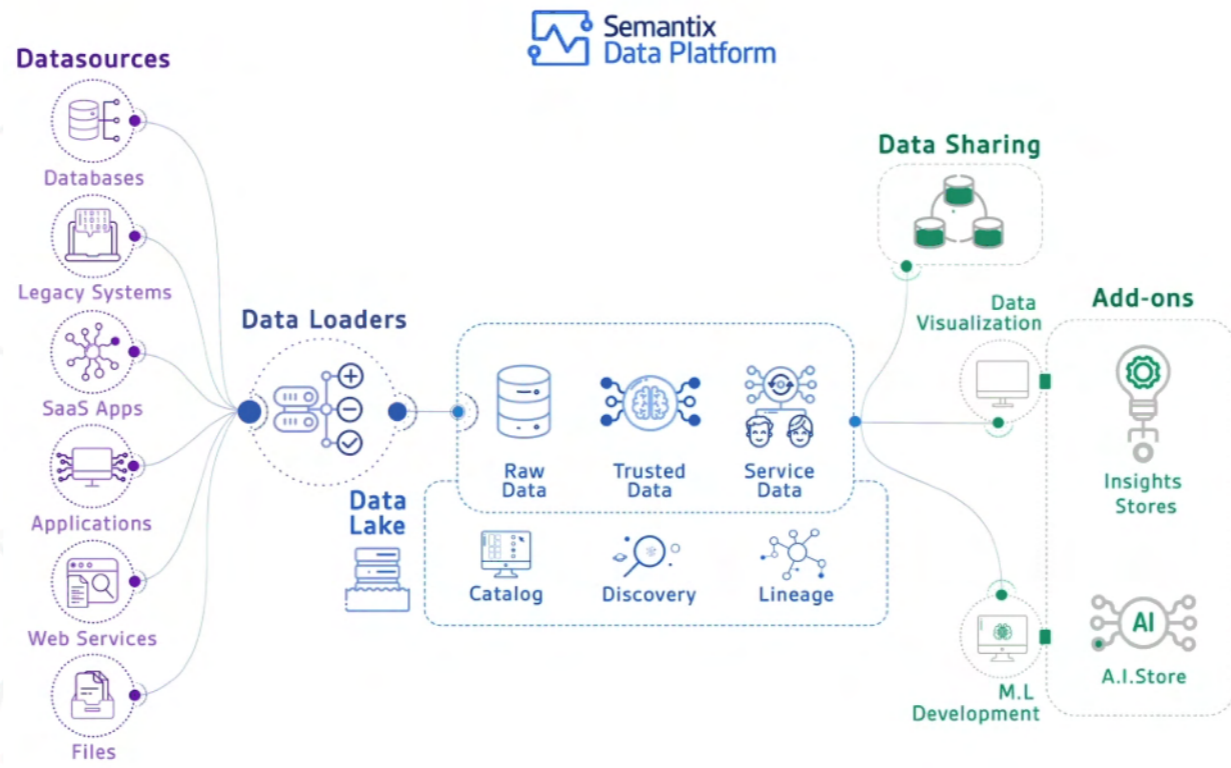 Semantix
Data Platform
Datasources
Databases
Legacy Systems
SaaS Apps
Applications
Web Services
Files
Data Loaders
Data
Lake
Raw
Data
Trusted
Data
Service
Data
Catalog
Discovery
Lineage
Data Sharing
Data
Visualization
M.L
Development
Add-ons
Insights
Stores
AI
A.I.Store